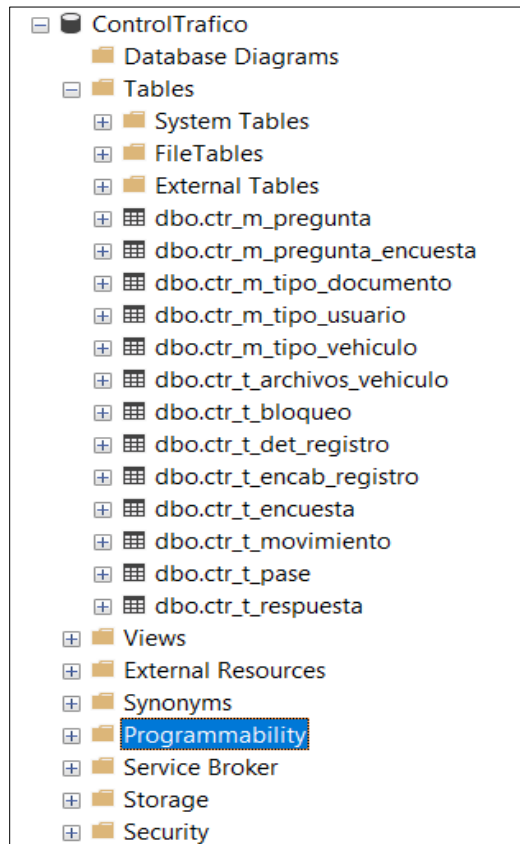 ControlTrafico
Database Diagrams
Tables
System Tables
FileTables
External Tables
dbo.ctr_m_pregunta
dbo.ctr_m_pregunta_encuesta
dbo.ctr_m_tipo_documento
dbo.ctr_m_tipo_usuario
dbo.ctr_m_tipo_vehiculo
dbo.ctr_t_archivos_vehiculo
dbo.ctr_t_bloqueo
dbo.ctr_t_det_registro
dbo.ctr_t_encab_registro
dbo.ctr_t_encuesta
dbo.ctr_t_movimiento
dbo.ctr_t_pase
dbo.ctr_t_respuesta
Views
External Resources
Synonyms
Programmability
Service Broker
Storage
Security